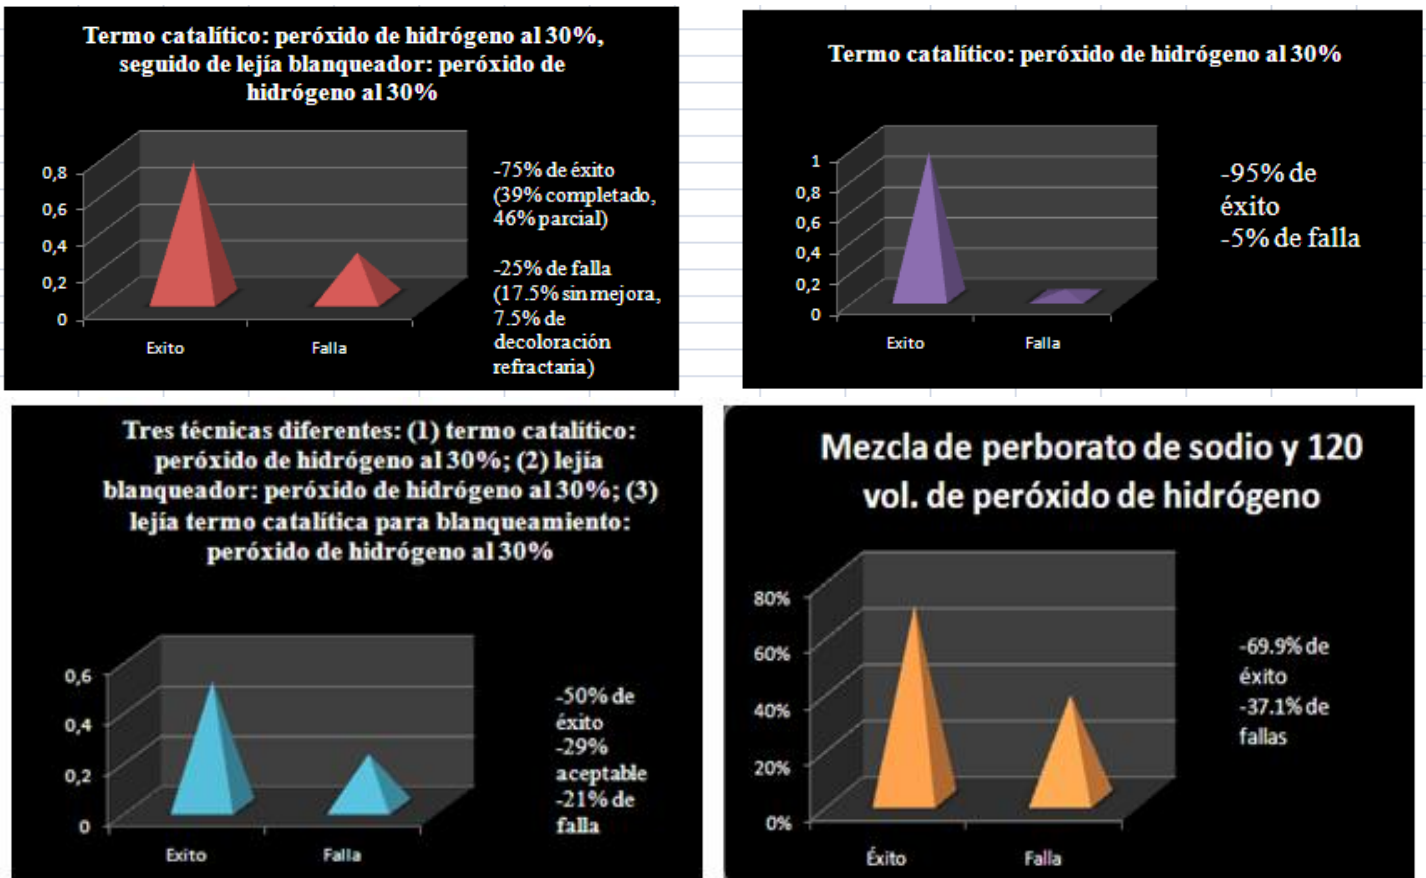 Termo catalítico: peróxido de hidrógeno al 30%,
seguido de lejía blanqueador: peróxido de
hidrógeno al 30%
0,8
0,6
0,4
0,2
0
Exito
Falla
-75% de éxito
(39% completado,
46% parcial)
-25% de falla
(17.5% sin mejora,
7.5% de
decoloración
refractaria)
Termo catalítico: peróxido de hidrógeno al 30%
1
0,8
0,6
0,4
0,2
0
Exito
Falla
-95% de
éxito
-5% de falla
Tres técnicas diferentes: (1) termo catalítico:
peróxido de hidrógeno al 30%; (2) lejía
blanqueador: peróxido de hidrógeno al 30%; (3)
lejía termo catalítica para blanqueamiento:
peróxido de hidrógeno al 30%
0,6
0,4
0,2
0
Exito
Falla
-50% de
éxito
-29%
aceptable
-21% de
falla
Mezcla de perborato de sodio y 120
vol. de peróxido de hidrógeno
80%
60%
40%
20%
0%
Éxito
Falla
-69.9% de
éxito
-37.1% de
fallas